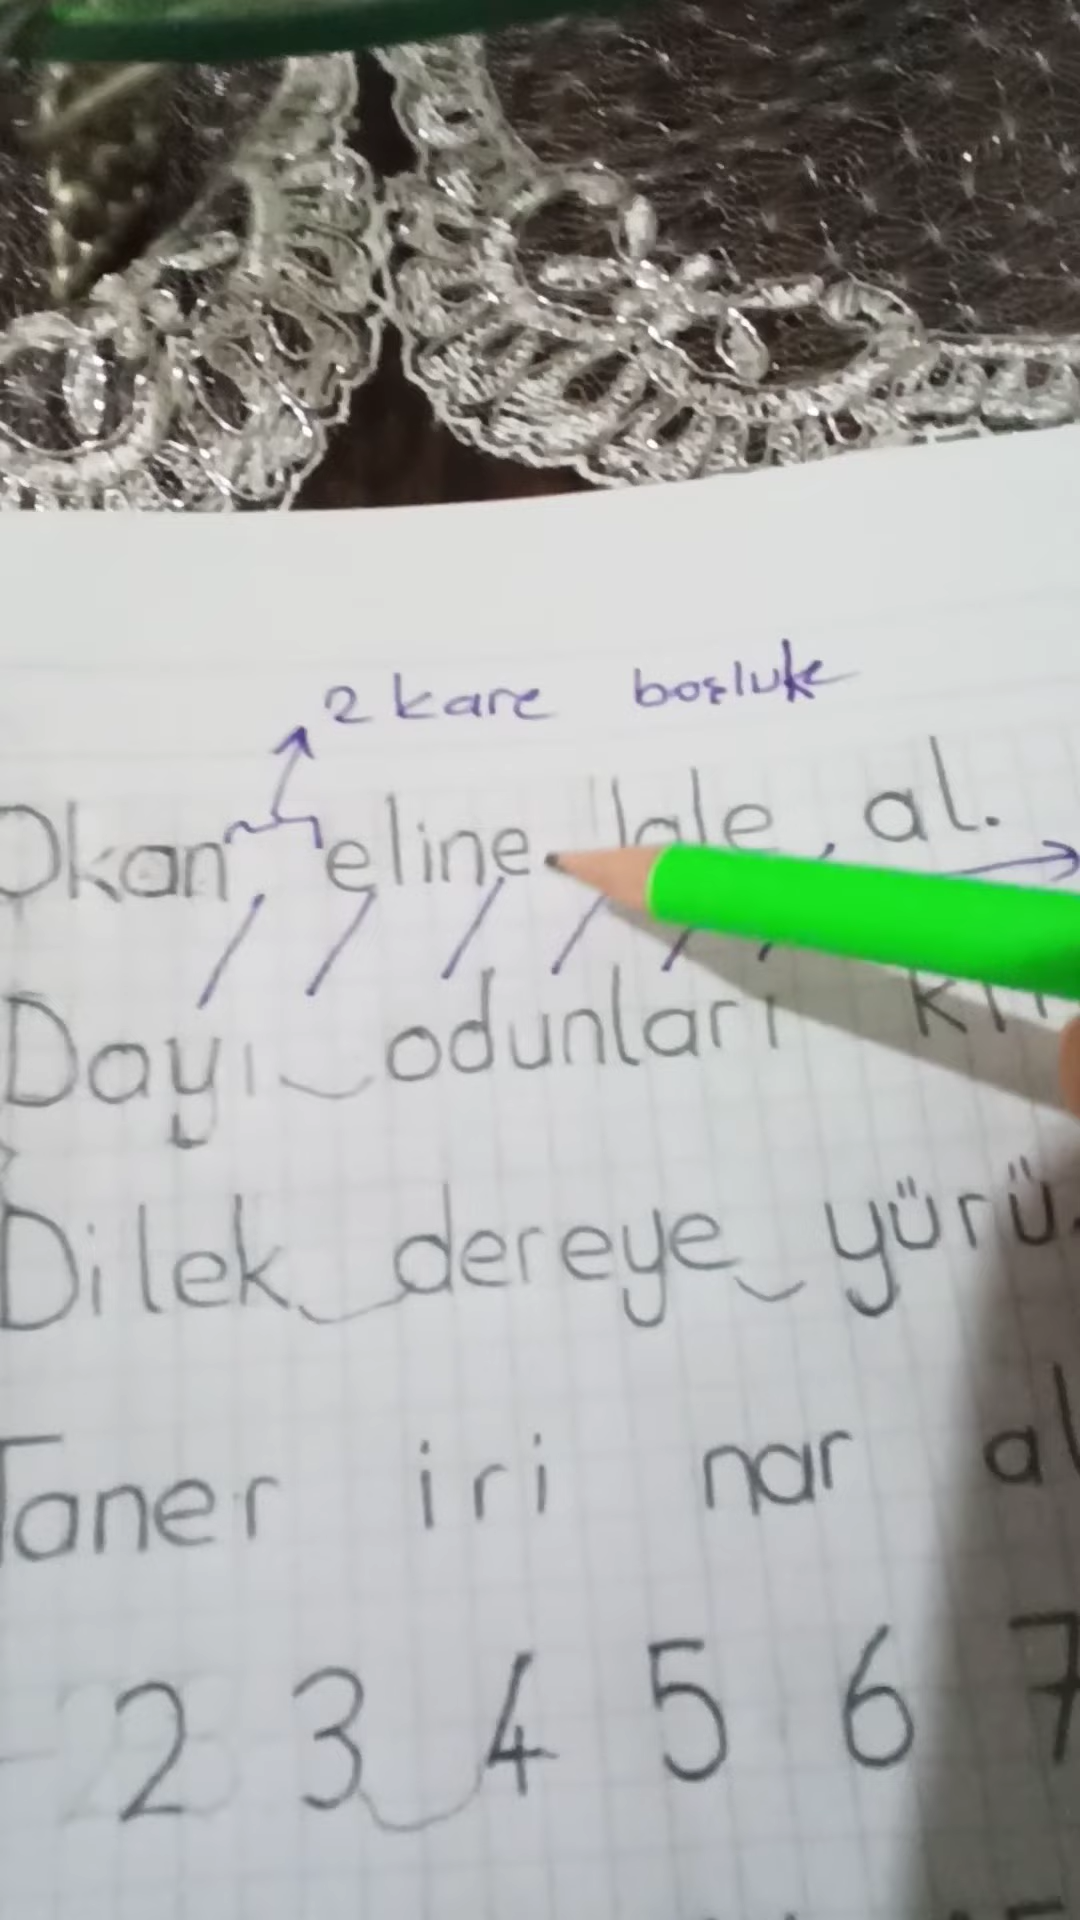 2 kare boşluk
Okan eline lale al.
Dayı odunları
Dilek dereye yürü.
Taner iri nar al
2 3 4 5 6 7